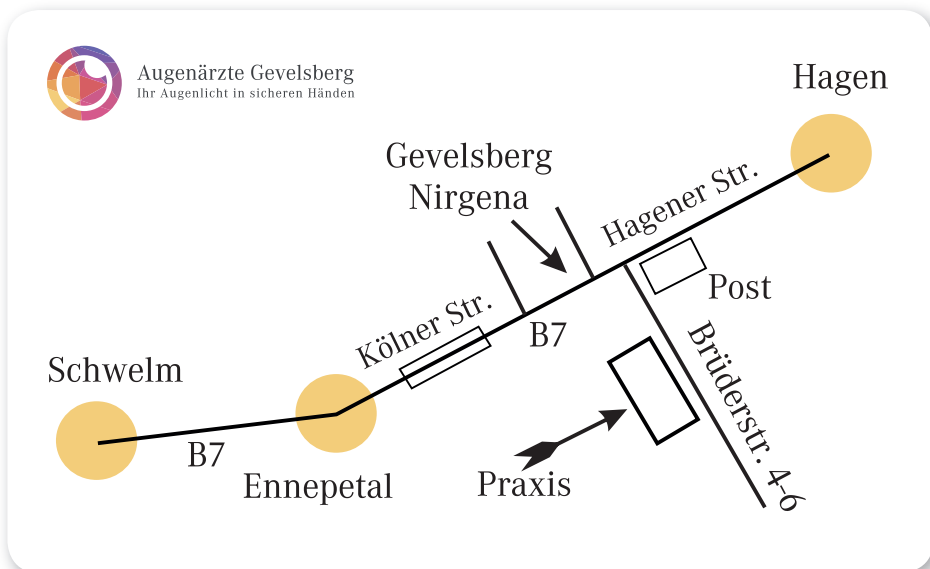 Augenärzte Gevelsberg
Ihr Augenlicht in sicheren Händen
Hagen
Gevelsberg
Nirgena
Hagener Str.
Post
Kölner Str.
B7
Brüderstr. 4-6
Schwelm
B7
Ennepetal
Praxis